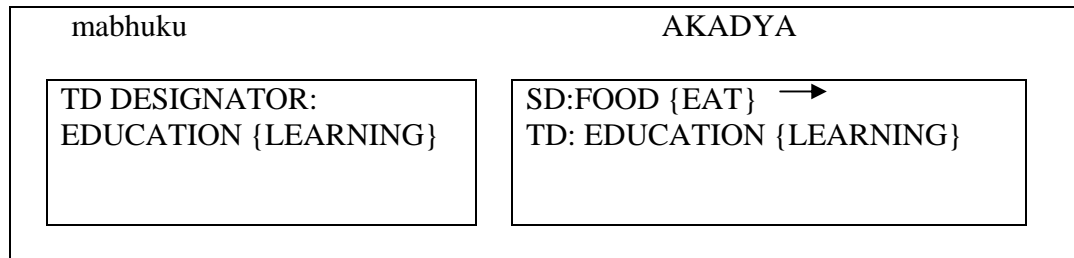 mabhuku AKADYA
TD DESIGNATOR:
EDUCATION {LEARNING}
SD:FOOD {EAT} →
TD: EDUCATION {LEARNING}